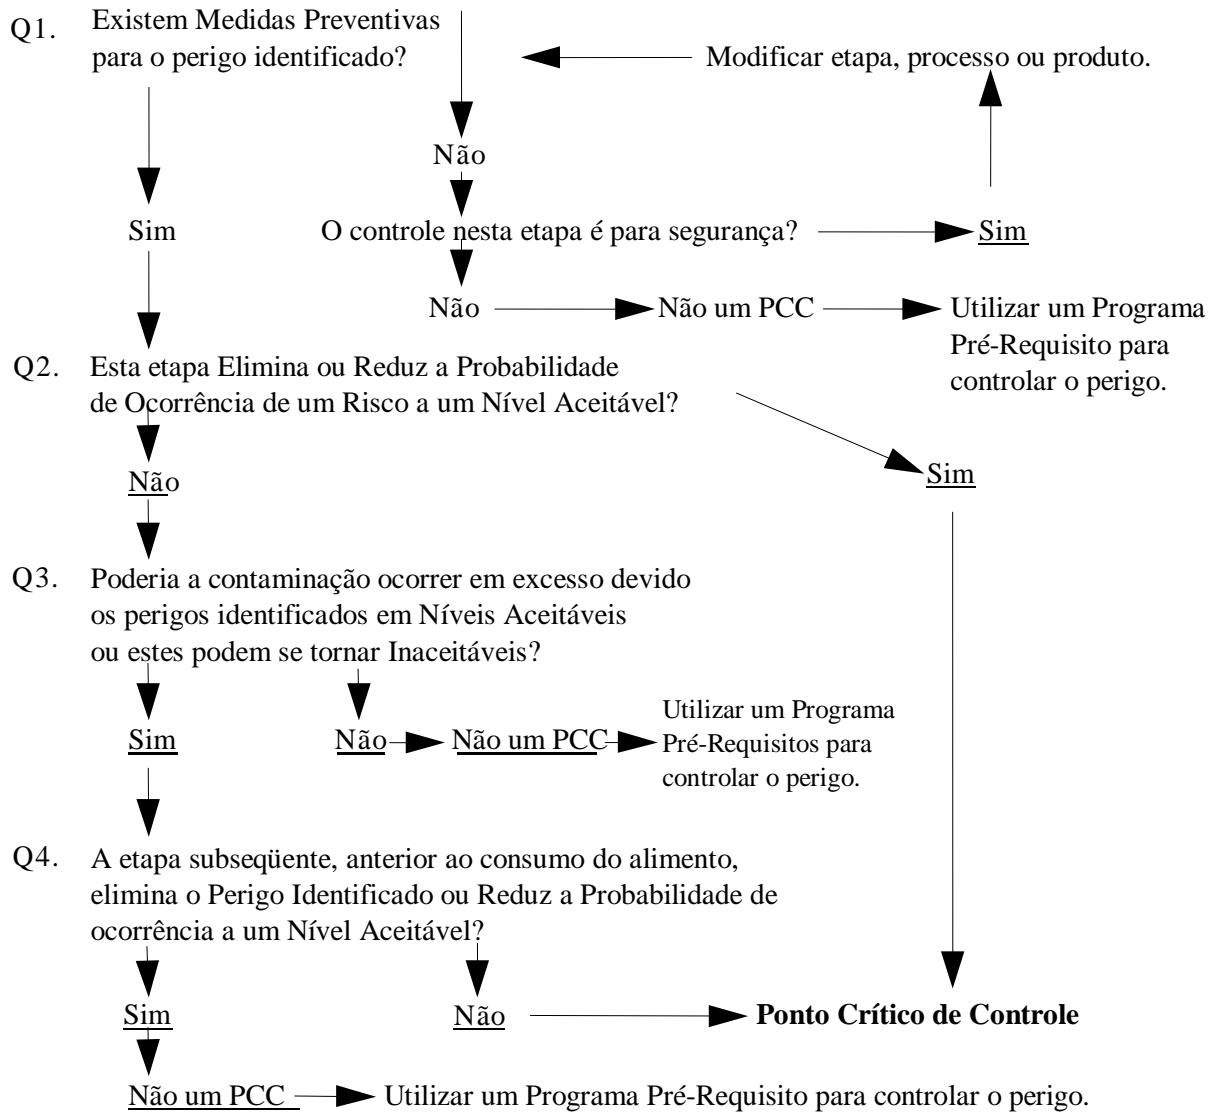 Q1. Existem Medidas Preventivas
para o perigo identificado?
Modificar etapa, processo ou produto.
Não
Sim
O controle nesta etapa é para segurança?
Sim
Não
Não um PCC
Utilizar um Programa
Pré-Requisito para
controlar o perigo.
Q2. Esta etapa Elimina ou Reduz a Probabilidade
de Ocorrência de um Risco a um Nível Aceitável?
Sim
Não
Q3. Poderia a contaminação ocorrer em excesso devido
os perigos identificados em Níveis Aceitáveis
ou estes podem se tornar Inaceitáveis?
Sim
Não
Não um PCC
Utilizar um Programa
Pré-Requisitos para
controlar o perigo.
Q4. A etapa subseqüente, anterior ao consumo do alimento,
elimina o Perigo Identificado ou Reduz a Probabilidade de
ocorrência a um Nível Aceitável?
Sim
Não
Ponto Crítico de Controle
Não um PCC
Utilizar um Programa Pré-Requisito para controlar o perigo.